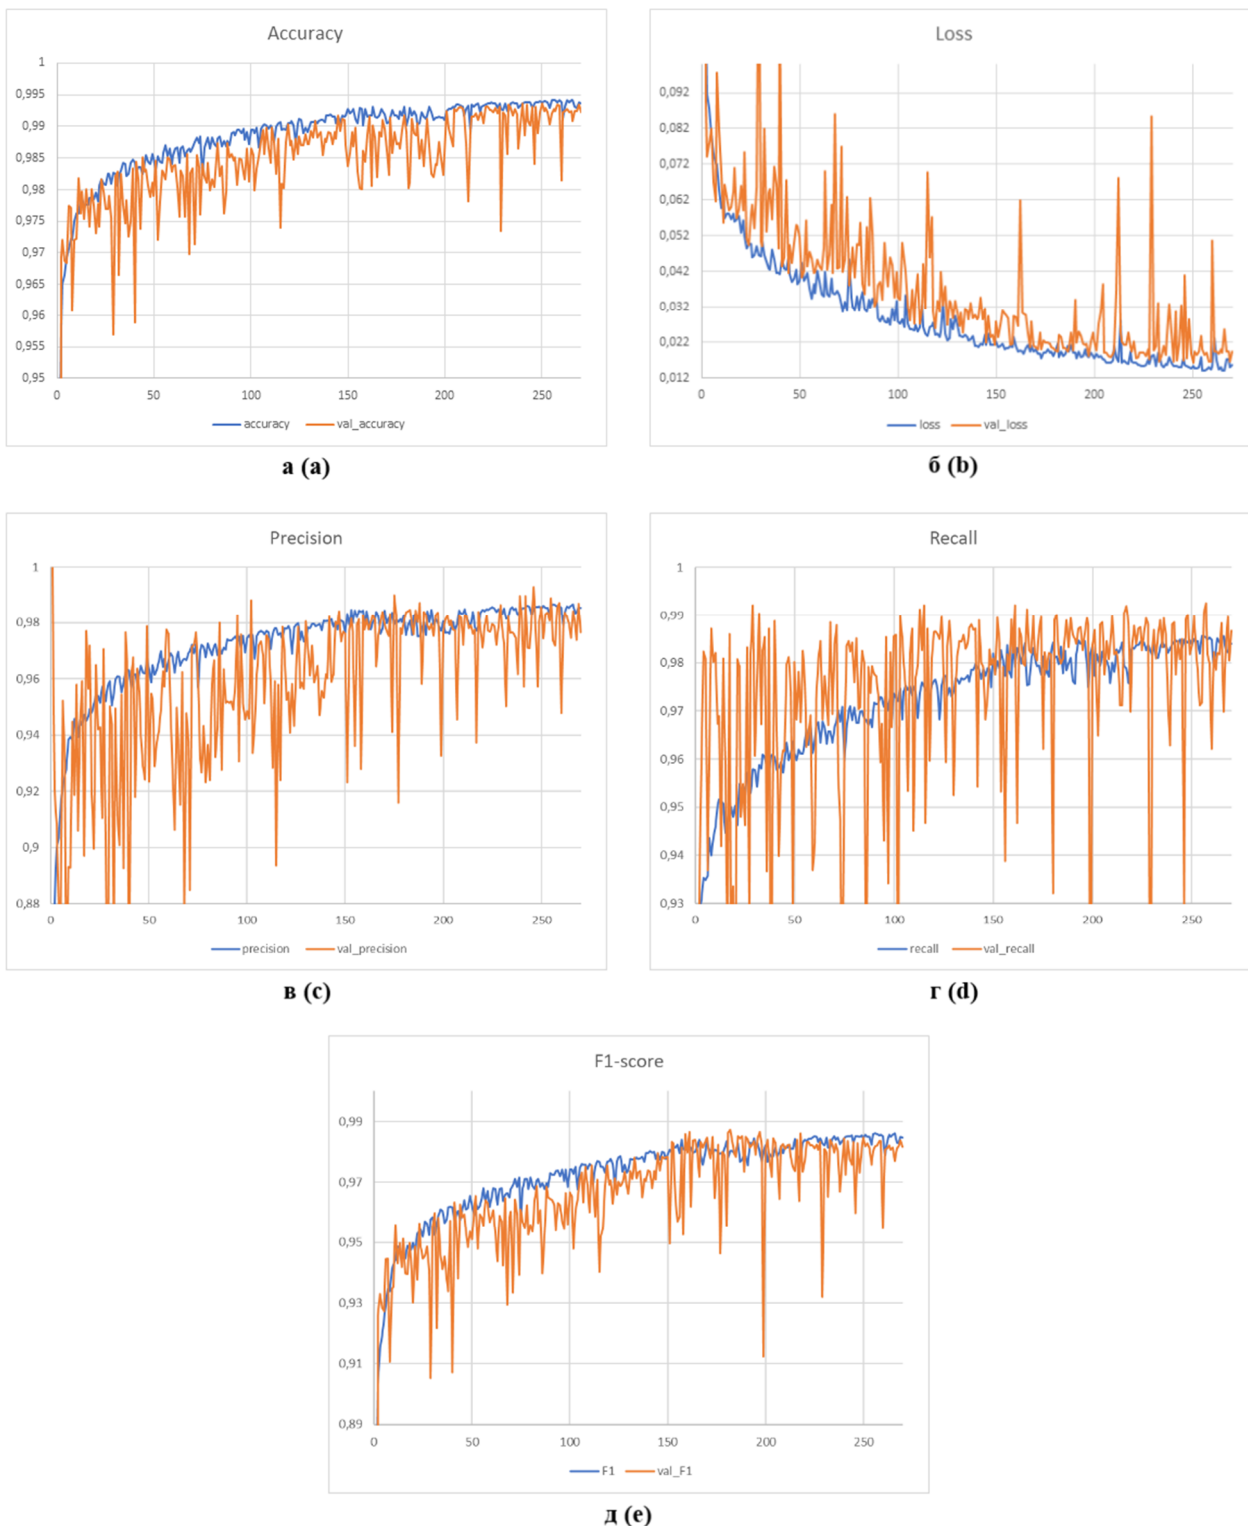 Accuracy
1
0,995
0,99
0,985
0,98
0,975
0,97
0,965
0,96
0,955
0,95
0 50 100 150 200 250
accuracy val_accuracy
а (a)
Loss
0,092
0,082
0,072
0,062
0,052
0,042
0,032
0,022
0,012
0 50 100 150 200 250
loss val_loss
б (b)
Precision
1
0,98
0,96
0,94
0,92
0,9
0,88
0 50 100 150 200 250
precision val_precision
в (c)
Recall
1
0,99
0,98
0,97
0,96
0,95
0,94
0,93
0 50 100 150 200 250
recall val_recall
г (d)
F1-score
0,99
0,97
0,95
0,93
0,91
0,89
0 50 100 150 200 250
F1 val_F1
д (e)